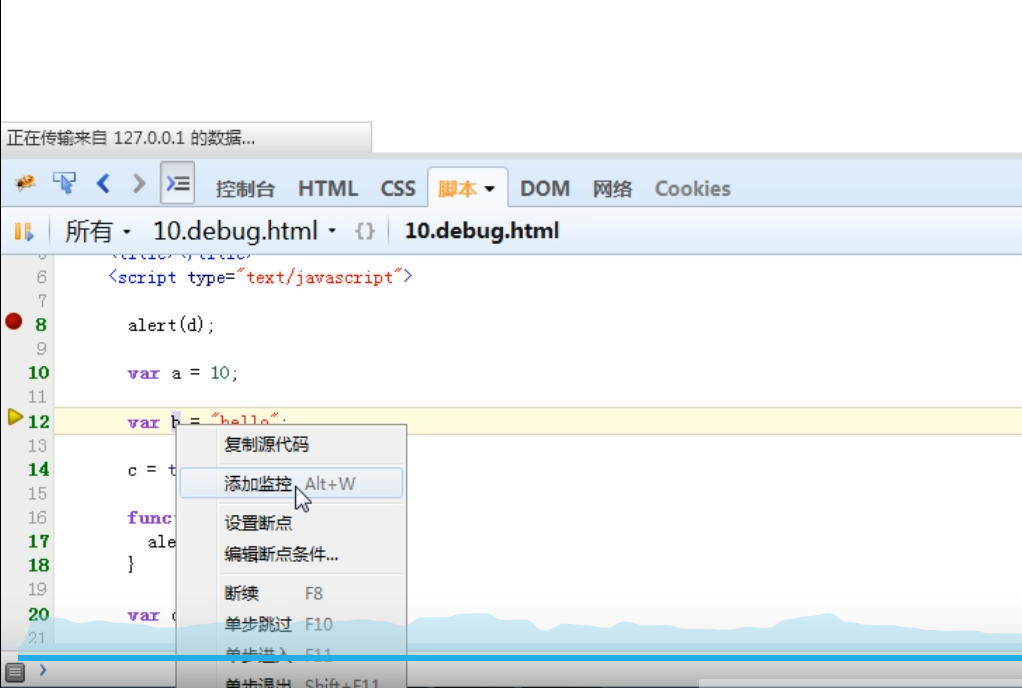 正在传输来自 127.0.0.1 的数据...
控制台 HTML CSS 脚本 DOM 网络 Cookies
所有 10.debug.html {} 10.debug.html
6 <script type="text/javascript">
7
8 alert(d);
9
10 var a = 10;
11
12 var b = "hello";
13
复制源代码
14 c = t
添加监控 Alt+W
15
16 func
设置断点
17 ale
编辑断点条件...
18 }
19
断续 F8
20 var
单步跳过 F10
21
单步进入 F11
单步退出 Shift+F11